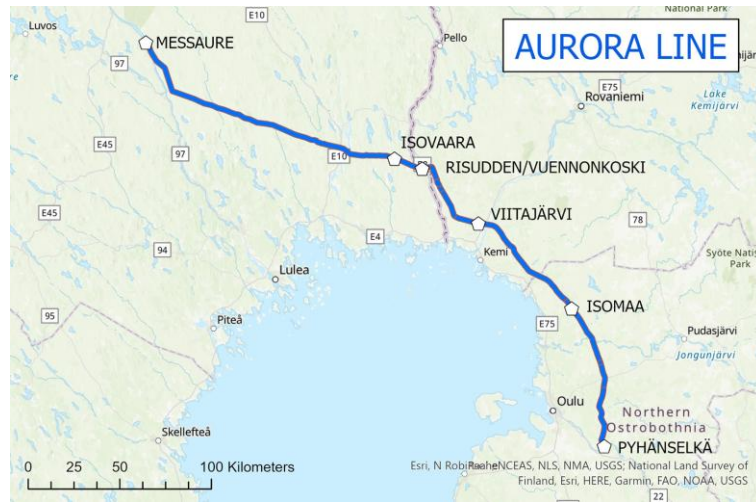 Luvos
E10
National Park
MESSAURE
Pello
AURORA LINE
97
Kemijärvi
E75
Rovaniemi
Lake
Kemijärvi
E45
ISOVAARA
97
E10
RISUDDEN/VUENNONKOSKI
E45
VIITAJÄRVI
78
94
E4
Kemi
Syöte
Park
Lulea
ISOMAA
95
Piteå
E75
Pudasjärvi
Jongunjärvi
Oulu
Northern
Ostrobothnia
Skellefteå
PYHÄNSELKÄ
0 25 50 100 Kilometers
Esri, NCEAS, NLS, NMA, USGS; National Land Survey of
Finland, Esri, HERE, Garmin, FAO, NOAA, USGS
22